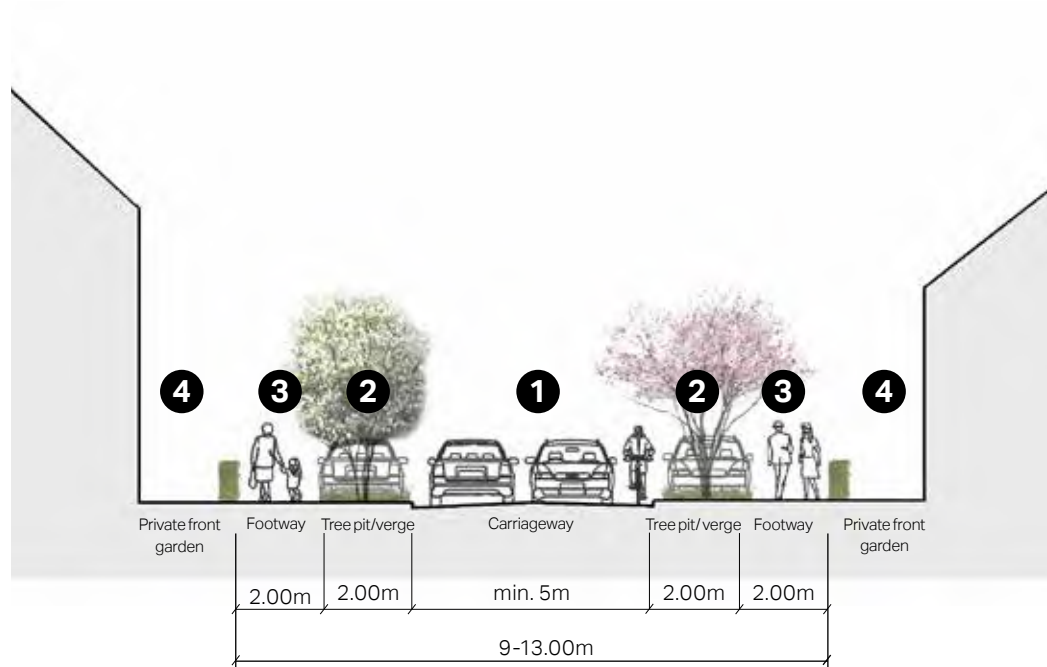 4
3
2
1
2
3
4
Private front
garden
Footway
Tree pit/verge
Carriageway
Tree pit/verge
Footway
Private front
garden
2.00m
2.00m
min. 5m
2.00m
2.00m
9-13.00m